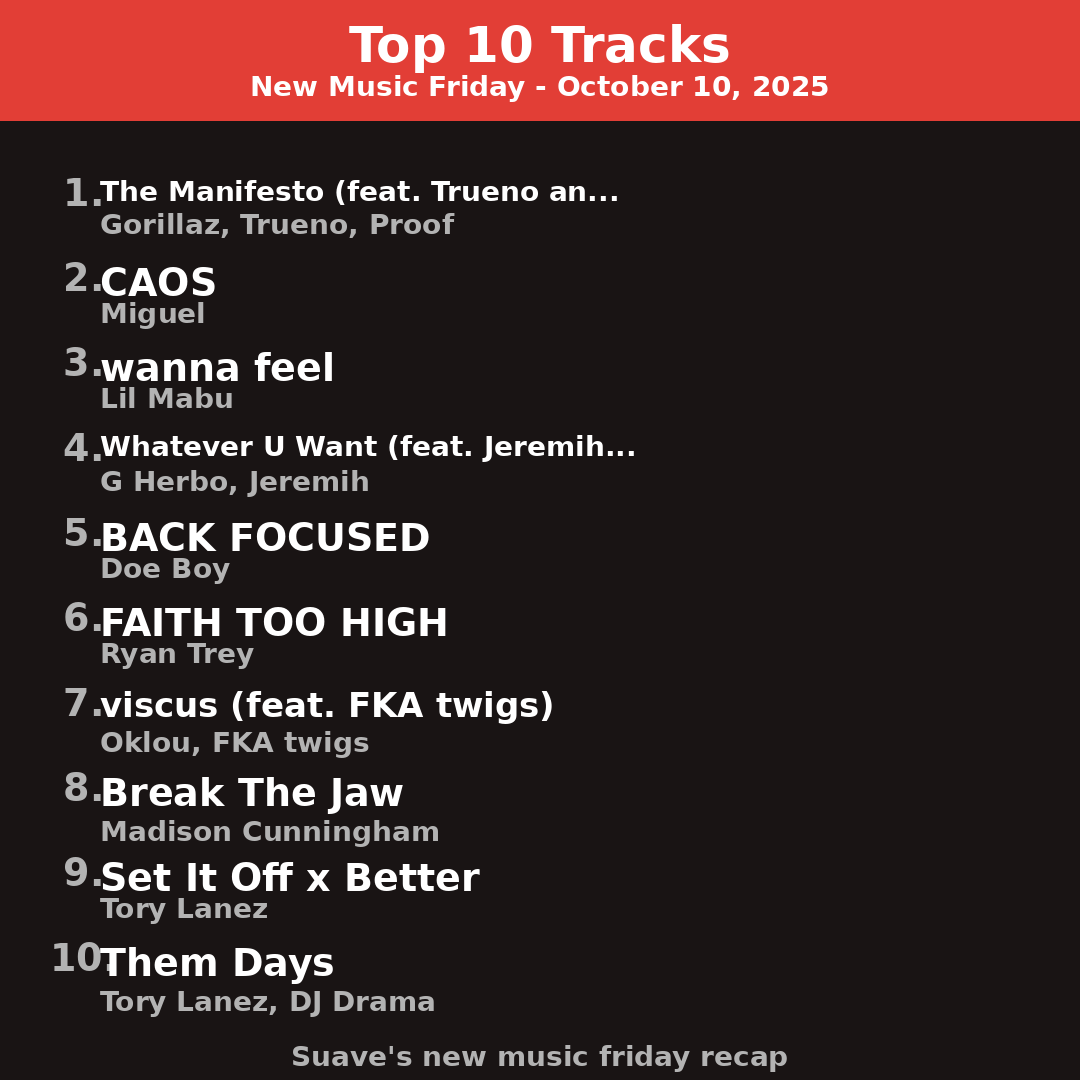 Top 10 Tracks
New Music Friday - October 10, 2025
1. The Manifesto (feat. Trueno an...
Gorillaz, Trueno, Proof
2. CAOS
Miguel
3. wanna feel
Lil Mabu
4. Whatever U Want (feat. Jeremih...
G Herbo, Jeremih
5. BACK FOCUSED
Doe Boy
6. FAITH TOO HIGH
Ryan Trey
7. viscus (feat. FKA twigs)
Oklou, FKA twigs
8. Break The Jaw
Madison Cunningham
9. Set It Off x Better
Tory Lanez
10. Them Days
Tory Lanez, DJ Drama
Suave's new music friday recap